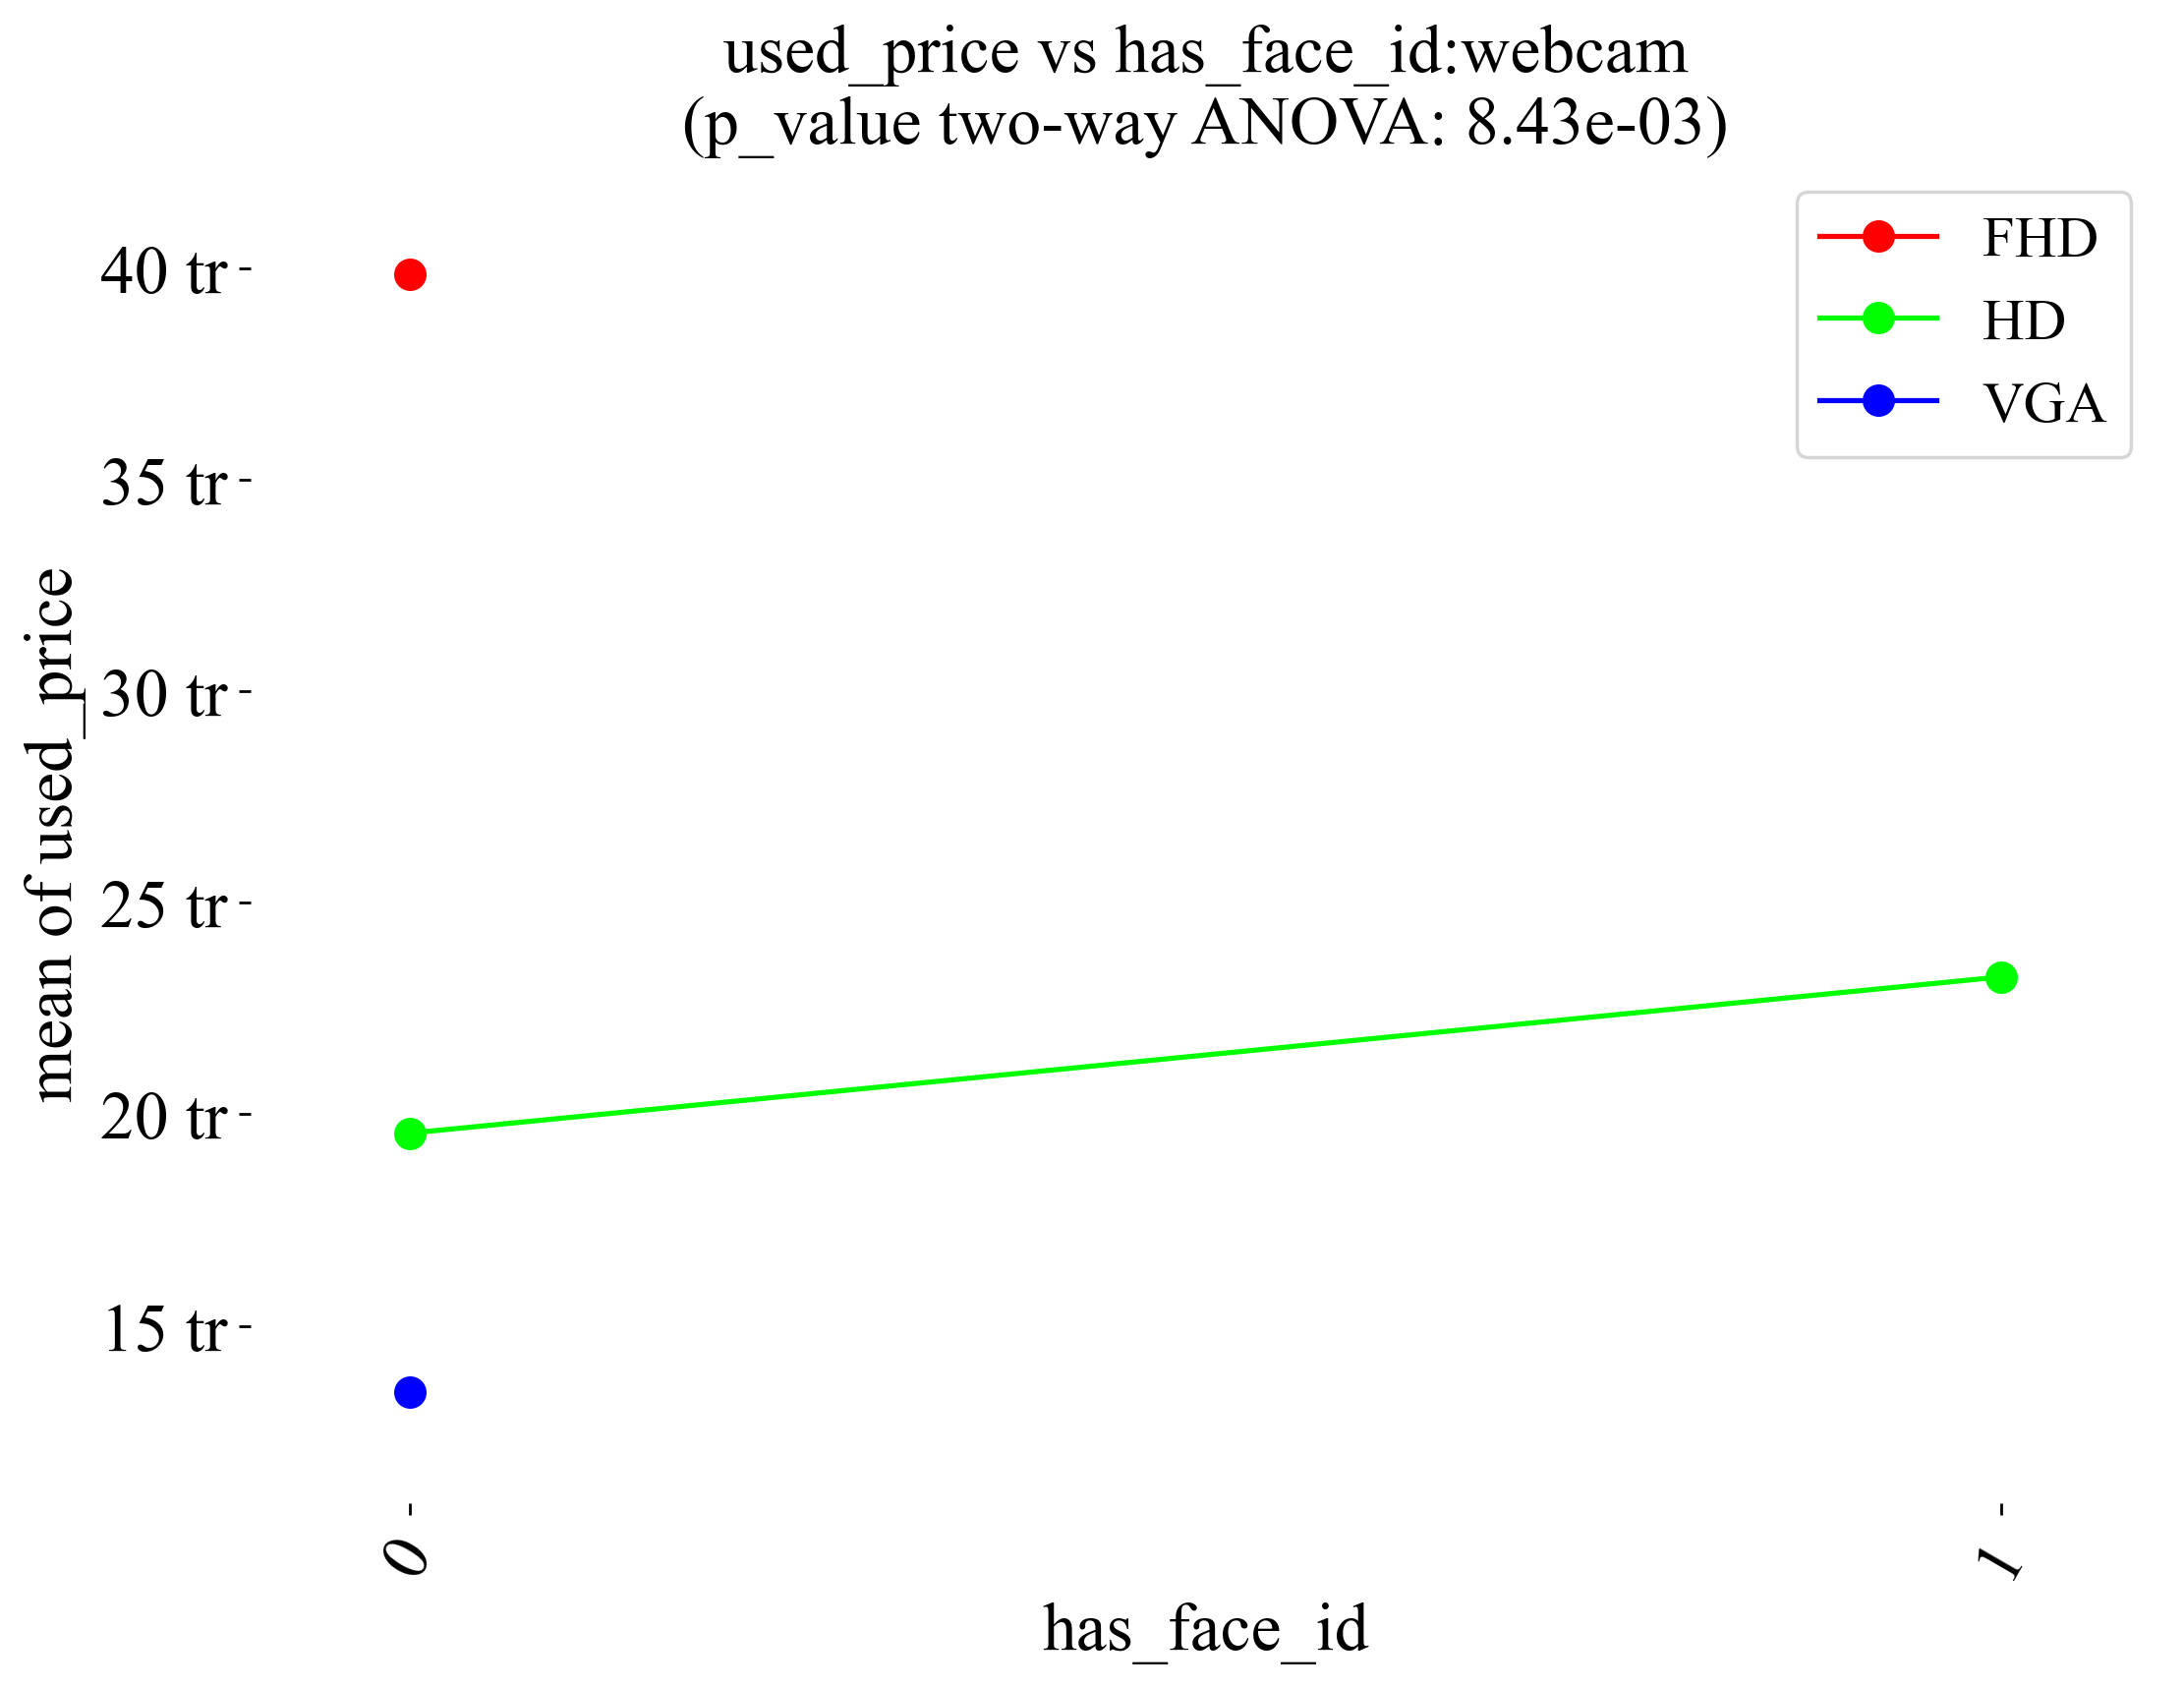 used_price vs has_face_id:webcam
(p_value two-way ANOVA: 8.43e-03)
FHD
HD
VGA
mean of used_price
40 tr
35 tr
30 tr
25 tr
20 tr
15 tr
0
1
has_face_id